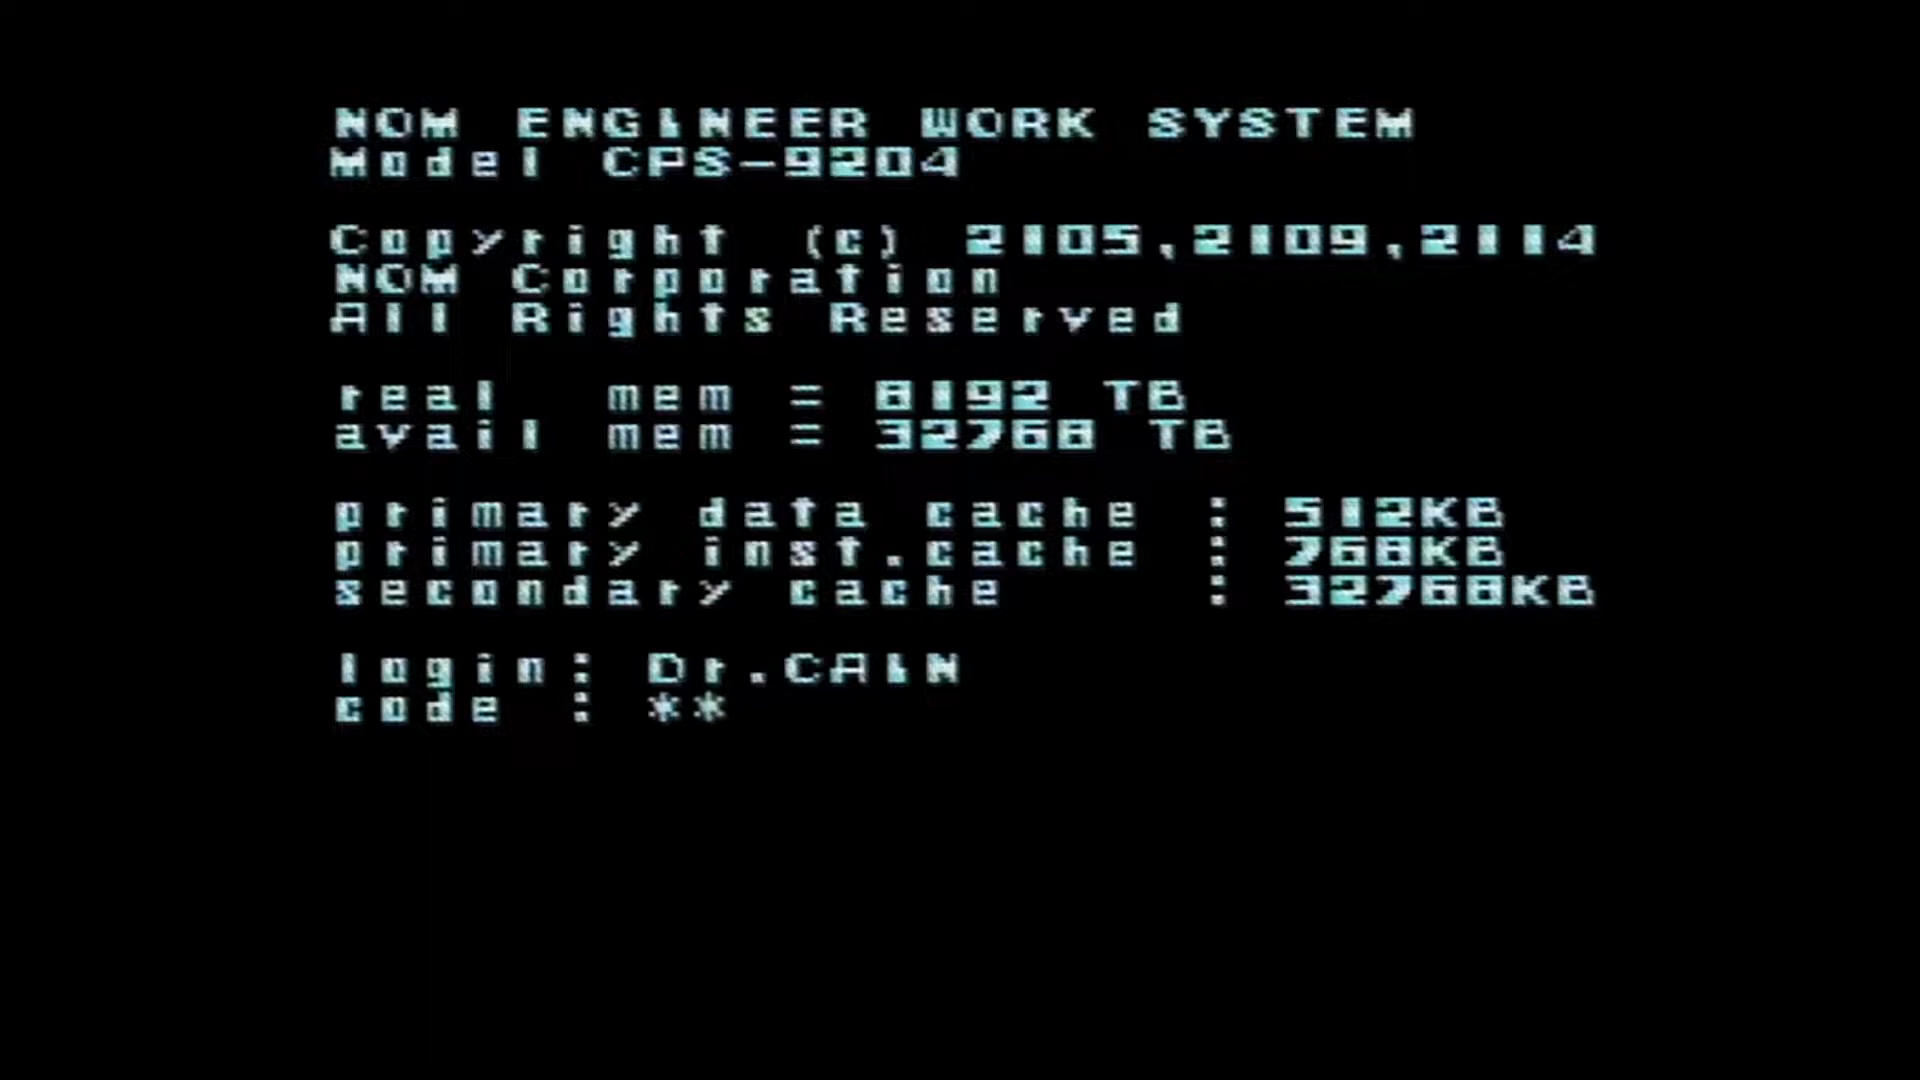 NOM ENGINEER WORK SYSTEM
Model CPS-9204
Copyright (c) 2105,2109,2114
NOM Corporation
All Rights Reserved
real mem = 8192 TB
avail mem = 32768 TB
primary data cache : 512KB
primary inst.cache : 768KB
secondary cache : 32768KB
login: Dr.CAIN
code : **